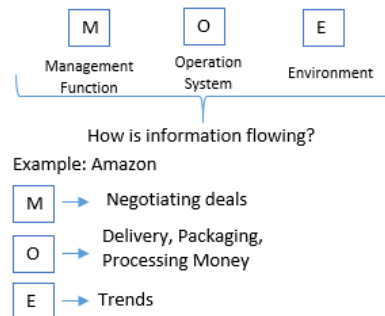 M O E
Management Function
Operation System
Environment
How is information flowing?
Example: Amazon
M Negotiating deals
O Delivery, Packaging,
Processing Money
E Trends